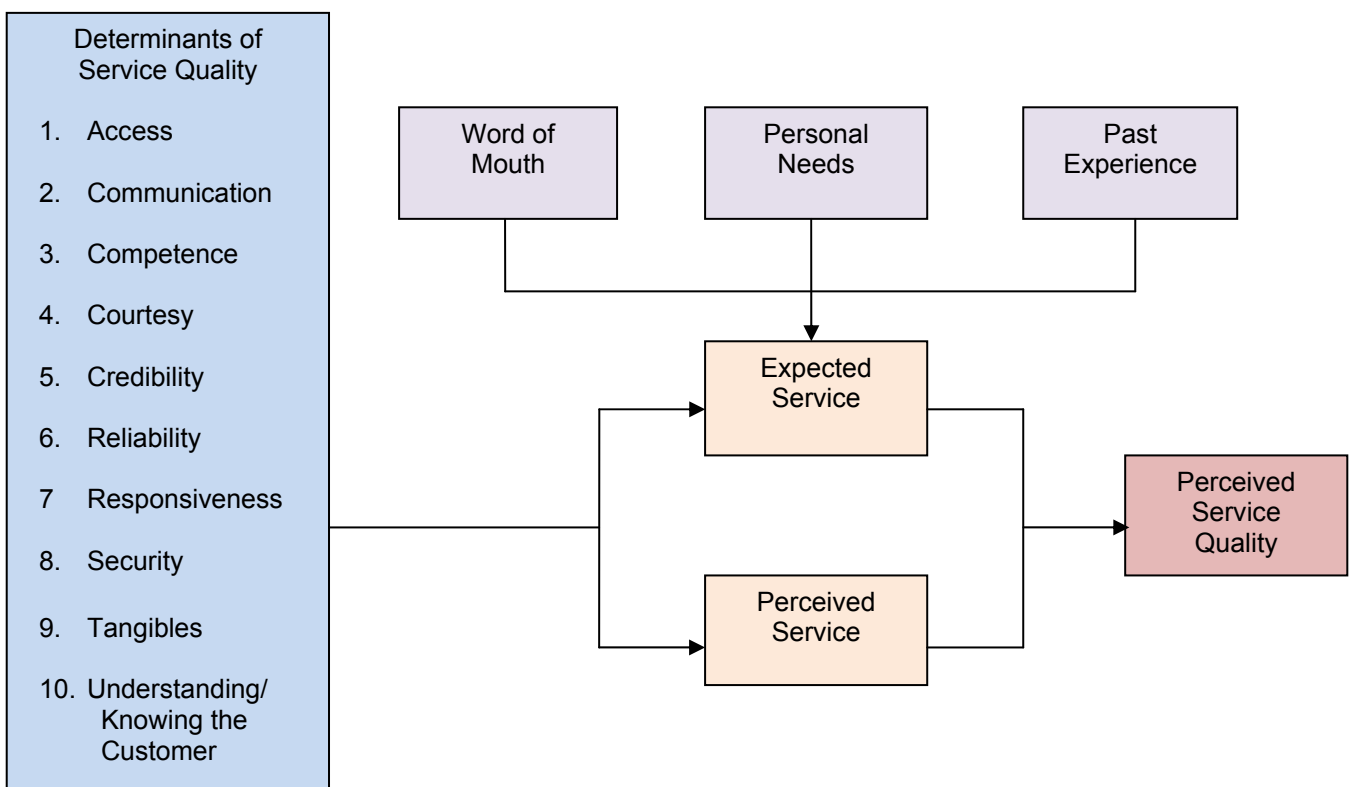 Determinants of
Service Quality
1. Access
2. Communication
3. Competence
4. Courtesy
5. Credibility
6. Reliability
7 Responsiveness
8. Security
9. Tangibles
10. Understanding/
Knowing the
Customer
Word of
Mouth
Personal
Needs
Past
Experience
Expected
Service
Perceived
Service
Perceived
Service
Quality